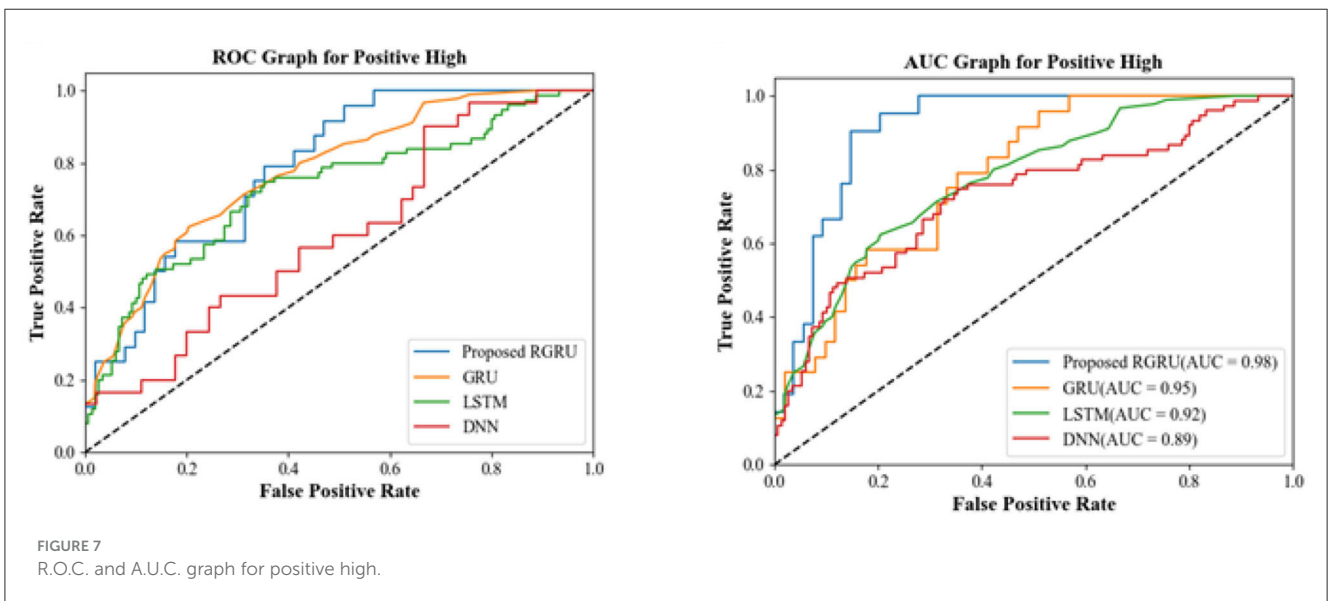 ROC Graph for Positive High
1.0
0.8
0.6
0.4
0.2
0.0
True Positive Rate
Proposed RGRU
GRU
LSTM
DNN
0.0 0.2 0.4 0.6 0.8 1.0
False Positive Rate
AUC Graph for Positive High
1.0
0.8
0.6
0.4
0.2
0.0
True Positive Rate
Proposed RGRU(AUC = 0.98)
GRU(AUC = 0.95)
LSTM(AUC = 0.92)
DNN(AUC = 0.89)
0.0 0.2 0.4 0.6 0.8 1.0
False Positive Rate
FIGURE 7
R.O.C. and A.U.C. graph for positive high.